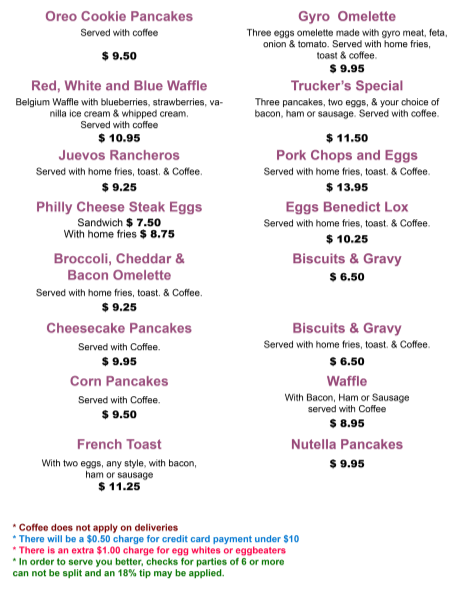 Oreo Cookie Pancakes
Served with coffee
$ 9.50
Red, White and Blue Waffle
Belgium Waffle with blueberries, strawberries, va-
nilla ice cream & whipped cream.
Served with coffee
$ 10.95
Juevos Rancheros
Served with home fries, toast. & Coffee.
$ 9.25
Philly Cheese Steak Eggs
Sandwich $ 7.50
With home fries $ 8.75
Broccoli, Cheddar &
Bacon Omelette
Served with home fries, toast. & Coffee.
$ 9.25
Cheesecake Pancakes
Served with Coffee.
$ 9.95
Corn Pancakes
Served with Coffee.
$ 9.50
French Toast
With two eggs, any style, with bacon,
ham or sausage
$ 11.25
Gyro Omelette
Three eggs omelette made with gyro meat, feta,
onion & tomato. Served with home fries,
toast & coffee.
$ 9.95
Trucker's Special
Three pancakes, two eggs, & your choice of
bacon, ham or sausage. Served with coffee.
$ 11.50
Pork Chops and Eggs
Served with home fries, toast. & Coffee.
$ 13.95
Eggs Benedict Lox
Served with home fries, toast. & Coffee.
$ 10.25
Biscuits & Gravy
$ 6.50
Biscuits & Gravy
Served with home fries, toast. & Coffee.
$ 6.50
Waffle
With Bacon, Ham or Sausage
served with Coffee
$ 8.95
Nutella Pancakes
$ 9.95
* Coffee does not apply on deliveries
* There will be a $0.50 charge for credit card payment under $10
* There is an extra $1.00 charge for egg whites or eggbeaters
* In order to serve you better, checks for parties of 6 or more
can not be split and an 18% tip may be applied.